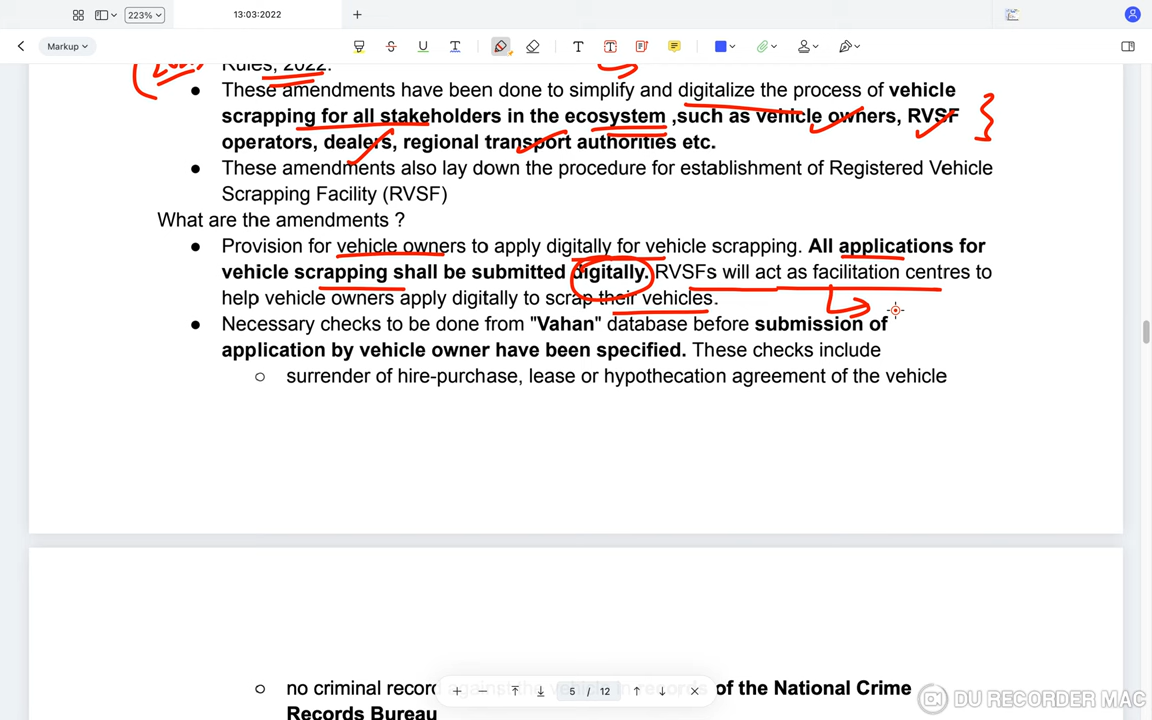 223%
13:03:2022
Markup
Rules, 2022.
● These amendments have been done to simplify and digitalize the process of vehicle
scrapping for all stakeholders in the ecosystem ,such as vehicle owners, RVSF
operators, dealers, regional transport authorities etc.
● These amendments also lay down the procedure for establishment of Registered Vehicle
Scrapping Facility (RVSF)
What are the amendments ?
● Provision for vehicle owners to apply digitally for vehicle scrapping. All applications for
vehicle scrapping shall be submitted digitally. RVSFs will act as facilitation centres to
help vehicle owners apply digitally to scrap their vehicles.
● Necessary checks to be done from "Vahan" database before submission of
application by vehicle owner have been specified. These checks include
○ surrender of hire-purchase, lease or hypothecation agreement of the vehicle
○ no criminal record against the vehicle in records of the National Crime
Records Bureau
5 / 12
DU RECORDER MAC